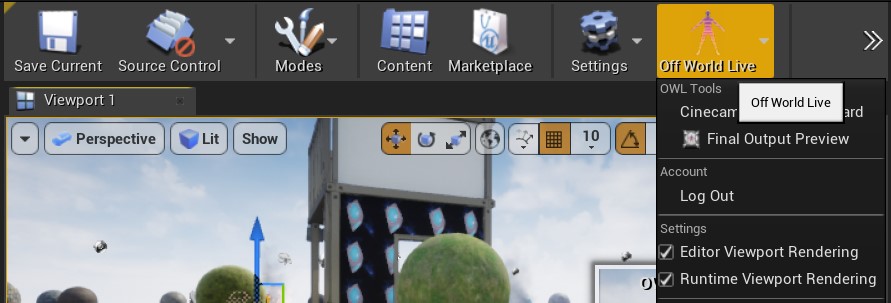 Save Current
Source Control
Modes
Content
Marketplace
Settings
Off World Live
Viewport 1
OWL Tools
Off World Live
Cinecam
ard
Perspective
Lit
Show
10
Final Output Preview
Account
Log Out
Settings
Editor Viewport Rendering
Runtime Viewport Rendering